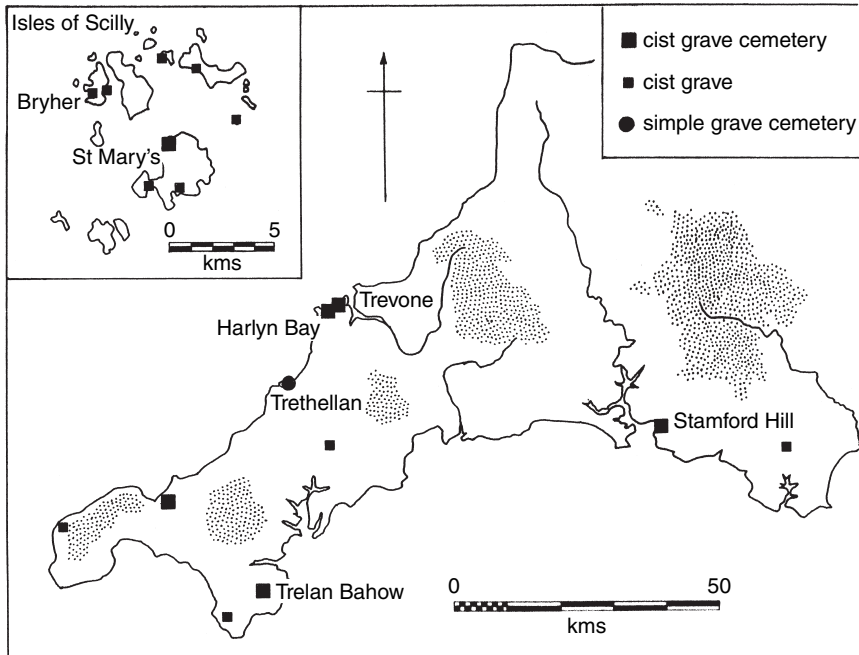 Isles of Scilly
Bryher
St Mary's
0 5
kms
cist grave cemetery
cist grave
simple grave cemetery
Trevone
Harlyn Bay
Trethellan
Stamford Hill
Trelan Bahow
0 50
kms